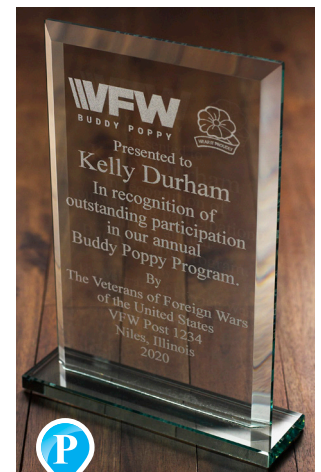 VFW
BUDDY POPPY
Presented to
Kelly Durham
In recognition of
outstanding participation
in our annual
Buddy Poppy Program.
By
The Veterans of Foreign Wars
of the United States
VFW Post 1234
Niles, Illinois
2020
P